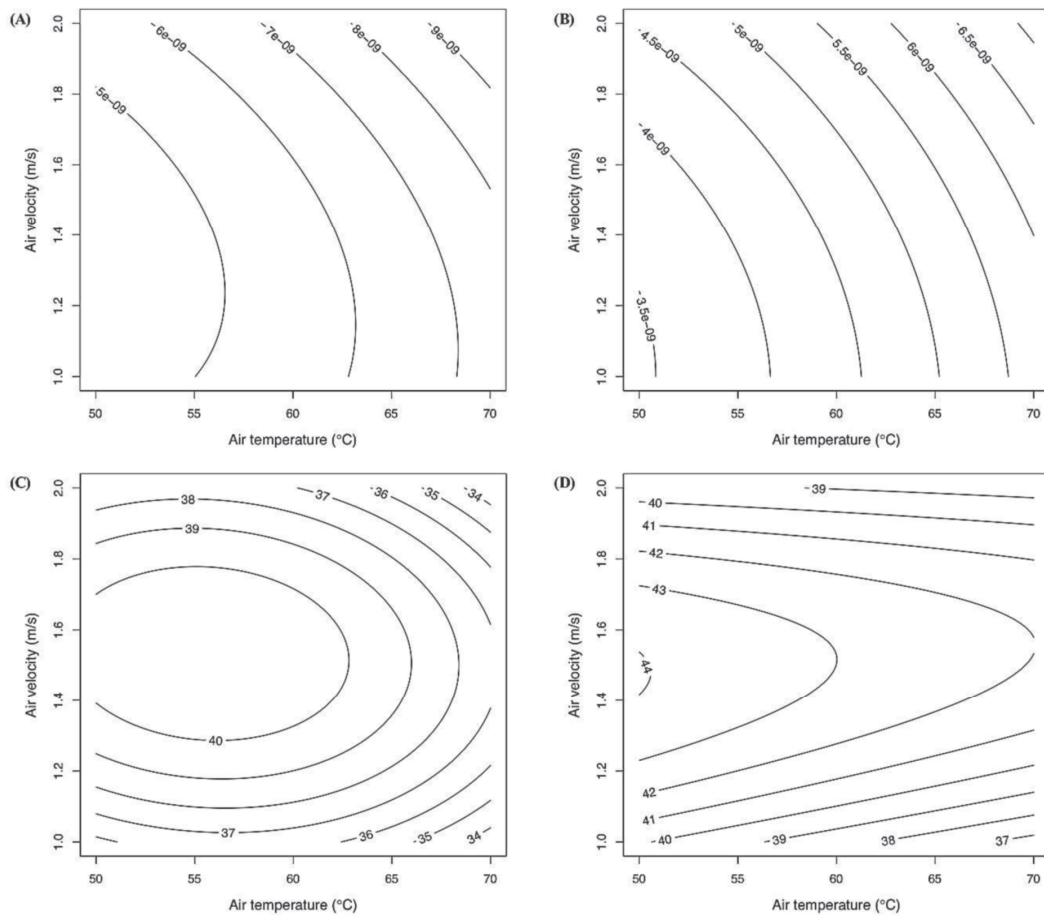 (A)
5e-09
-6e-09
-7e-09
-8e-09
-9e-09
2.0
1.8
1.6
1.4
1.2
1.0
Air velocity (m/s)
50 55 60 65 70
Air temperature (°C)
(B)
-4.5e-09
-5e-09
5.5e-09
6e-09
-6.5e-09
-4e-09
-3.5e-09
2.0
1.8
1.6
1.4
1.2
1.0
Air velocity (m/s)
50 55 60 65 70
Air temperature (°C)
(C)
38
39
40
37
-36
-35
-34
37
-36
-35
34
2.0
1.8
1.6
1.4
1.2
1.0
Air velocity (m/s)
50 55 60 65 70
Air temperature (°C)
(D)
-39
-40
41
-42
-43
-44
42
41
-40
-39
38
37
2.0
1.8
1.6
1.4
1.2
1.0
Air velocity (m/s)
50 55 60 65 70
Air temperature (°C)